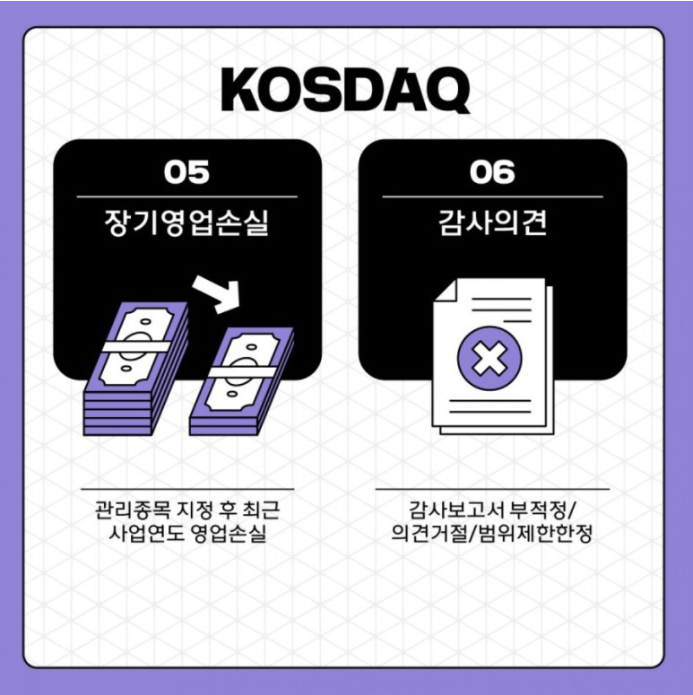 KOSDAQ
05
장기영업손실
관리종목 지정 후 최근
사업연도 영업손실
06
감사의견
감사보고서 부적정/
의견거절/범위제한한정